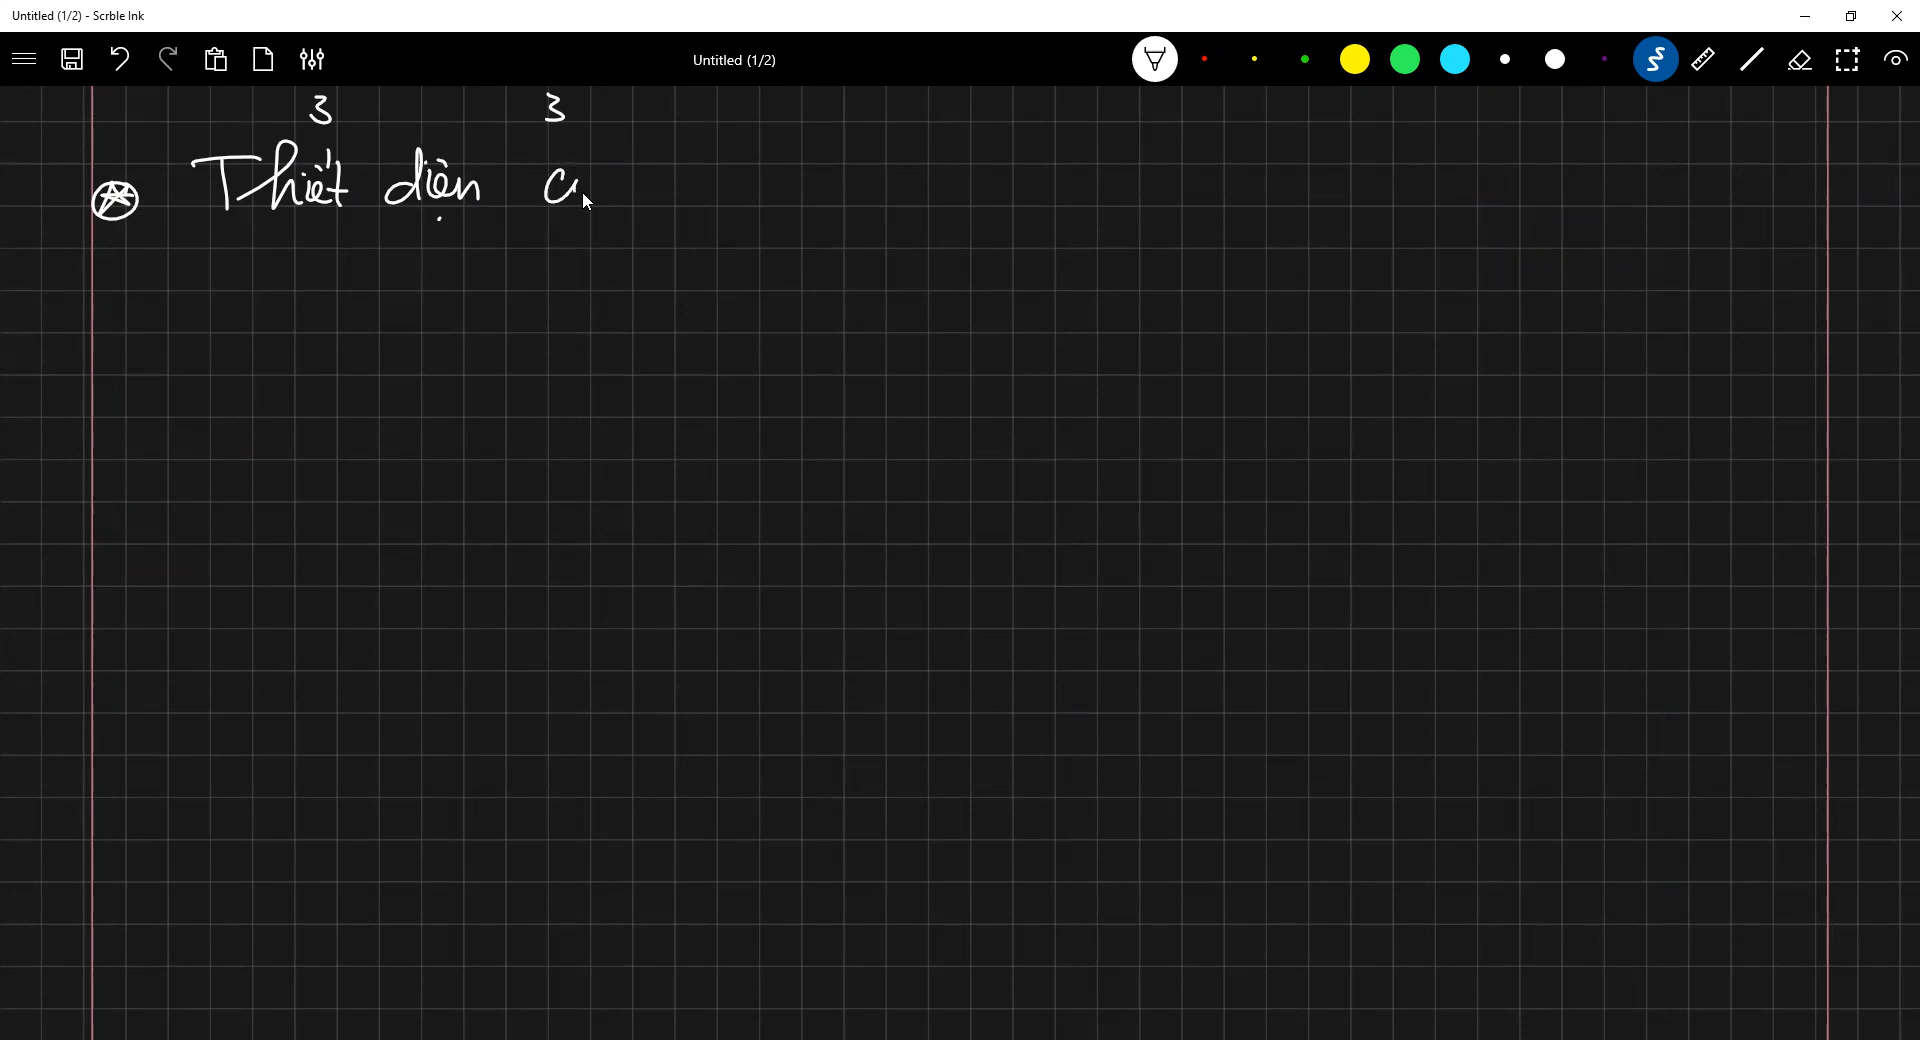 Untitled (1/2) - Scrble Ink
Untitled (1/2)
3 3
Thiết diện